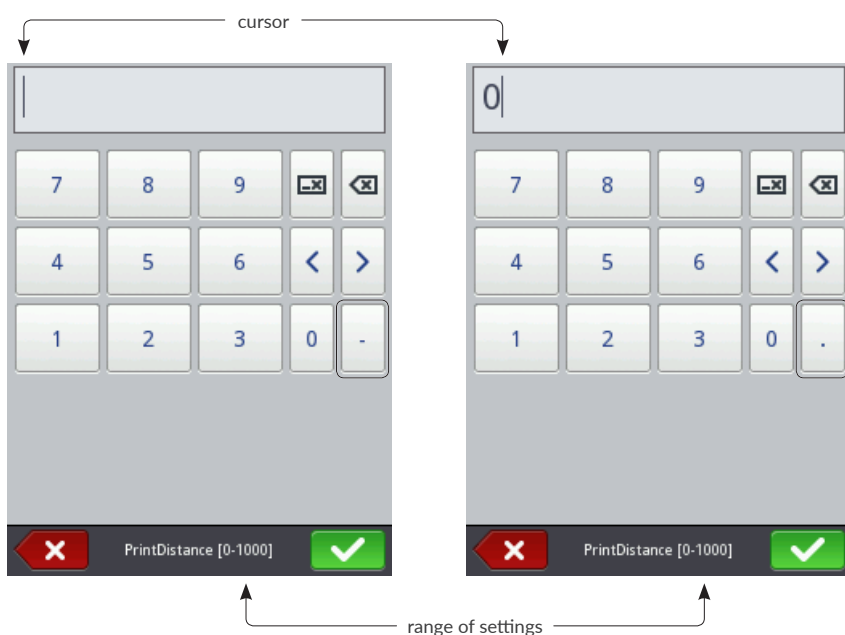 cursor
0
7 8 9 7 8 9
4 5 6 < > 4 5 6 < >
1 2 3 0 - 1 2 3 0 .
PrintDistance [0-1000] PrintDistance [0-1000]
range of settings